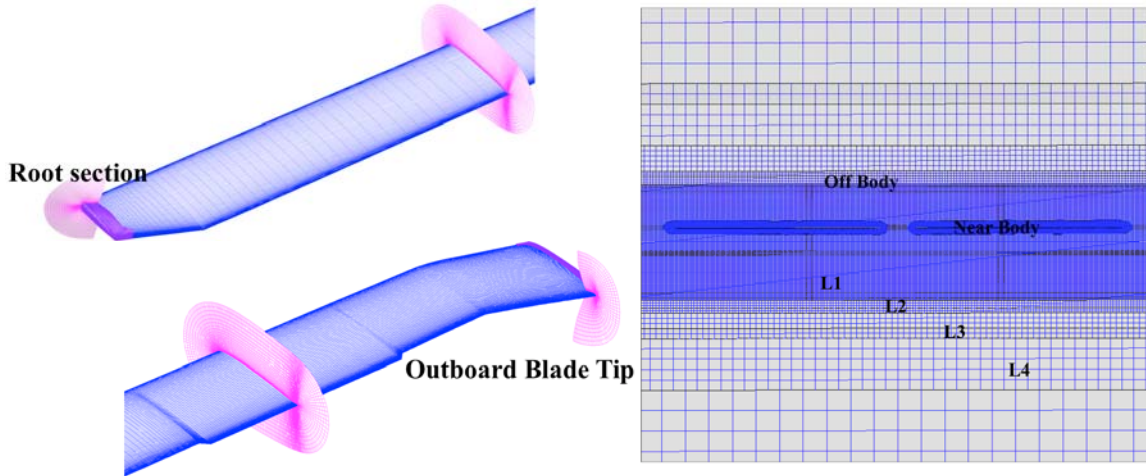 Root section
Outboard Blade Tip
Off Body
Near Body
L1
L2
L3
L4